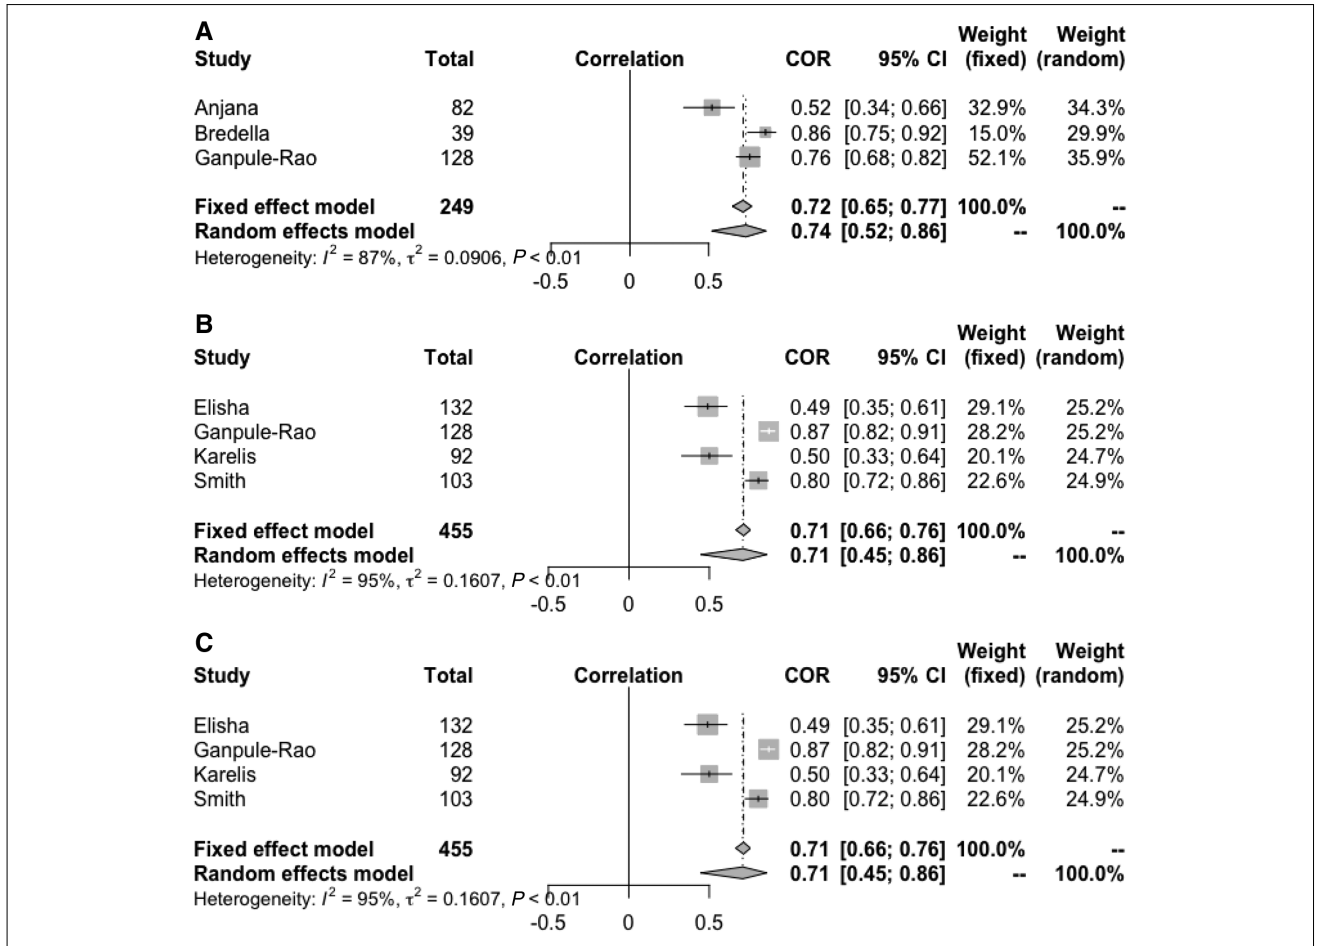 A
Weight Weight
Study Total Correlation COR 95% CI (fixed) (random)
Anjana 82 0.52 [0.34; 0.66] 32.9% 34.3%
Bredella 39 0.86 [0.75; 0.92] 15.0% 29.9%
Ganpule-Rao 128 0.76 [0.68; 0.82] 52.1% 35.9%
Fixed effect model 249 0.72 [0.65; 0.77] 100.0% --
Random effects model 0.74 [0.52; 0.86] -- 100.0%
Heterogeneity: I² = 87%, τ² = 0.0906, P < 0.01
-0.5 0 0.5
B
Weight Weight
Study Total Correlation COR 95% CI (fixed) (random)
Elisha 132 0.49 [0.35; 0.61] 29.1% 25.2%
Ganpule-Rao 128 0.87 [0.82; 0.91] 28.2% 25.2%
Karelis 92 0.50 [0.33; 0.64] 20.1% 24.7%
Smith 103 0.80 [0.72; 0.86] 22.6% 24.9%
Fixed effect model 455 0.71 [0.66; 0.76] 100.0% --
Random effects model 0.71 [0.45; 0.86] -- 100.0%
Heterogeneity: I² = 95%, τ² = 0.1607, P < 0.01
-0.5 0 0.5
C
Weight Weight
Study Total Correlation COR 95% CI (fixed) (random)
Elisha 132 0.49 [0.35; 0.61] 29.1% 25.2%
Ganpule-Rao 128 0.87 [0.82; 0.91] 28.2% 25.2%
Karelis 92 0.50 [0.33; 0.64] 20.1% 24.7%
Smith 103 0.80 [0.72; 0.86] 22.6% 24.9%
Fixed effect model 455 0.71 [0.66; 0.76] 100.0% --
Random effects model 0.71 [0.45; 0.86] -- 100.0%
Heterogeneity: I² = 95%, τ² = 0.1607, P < 0.01
-0.5 0 0.5